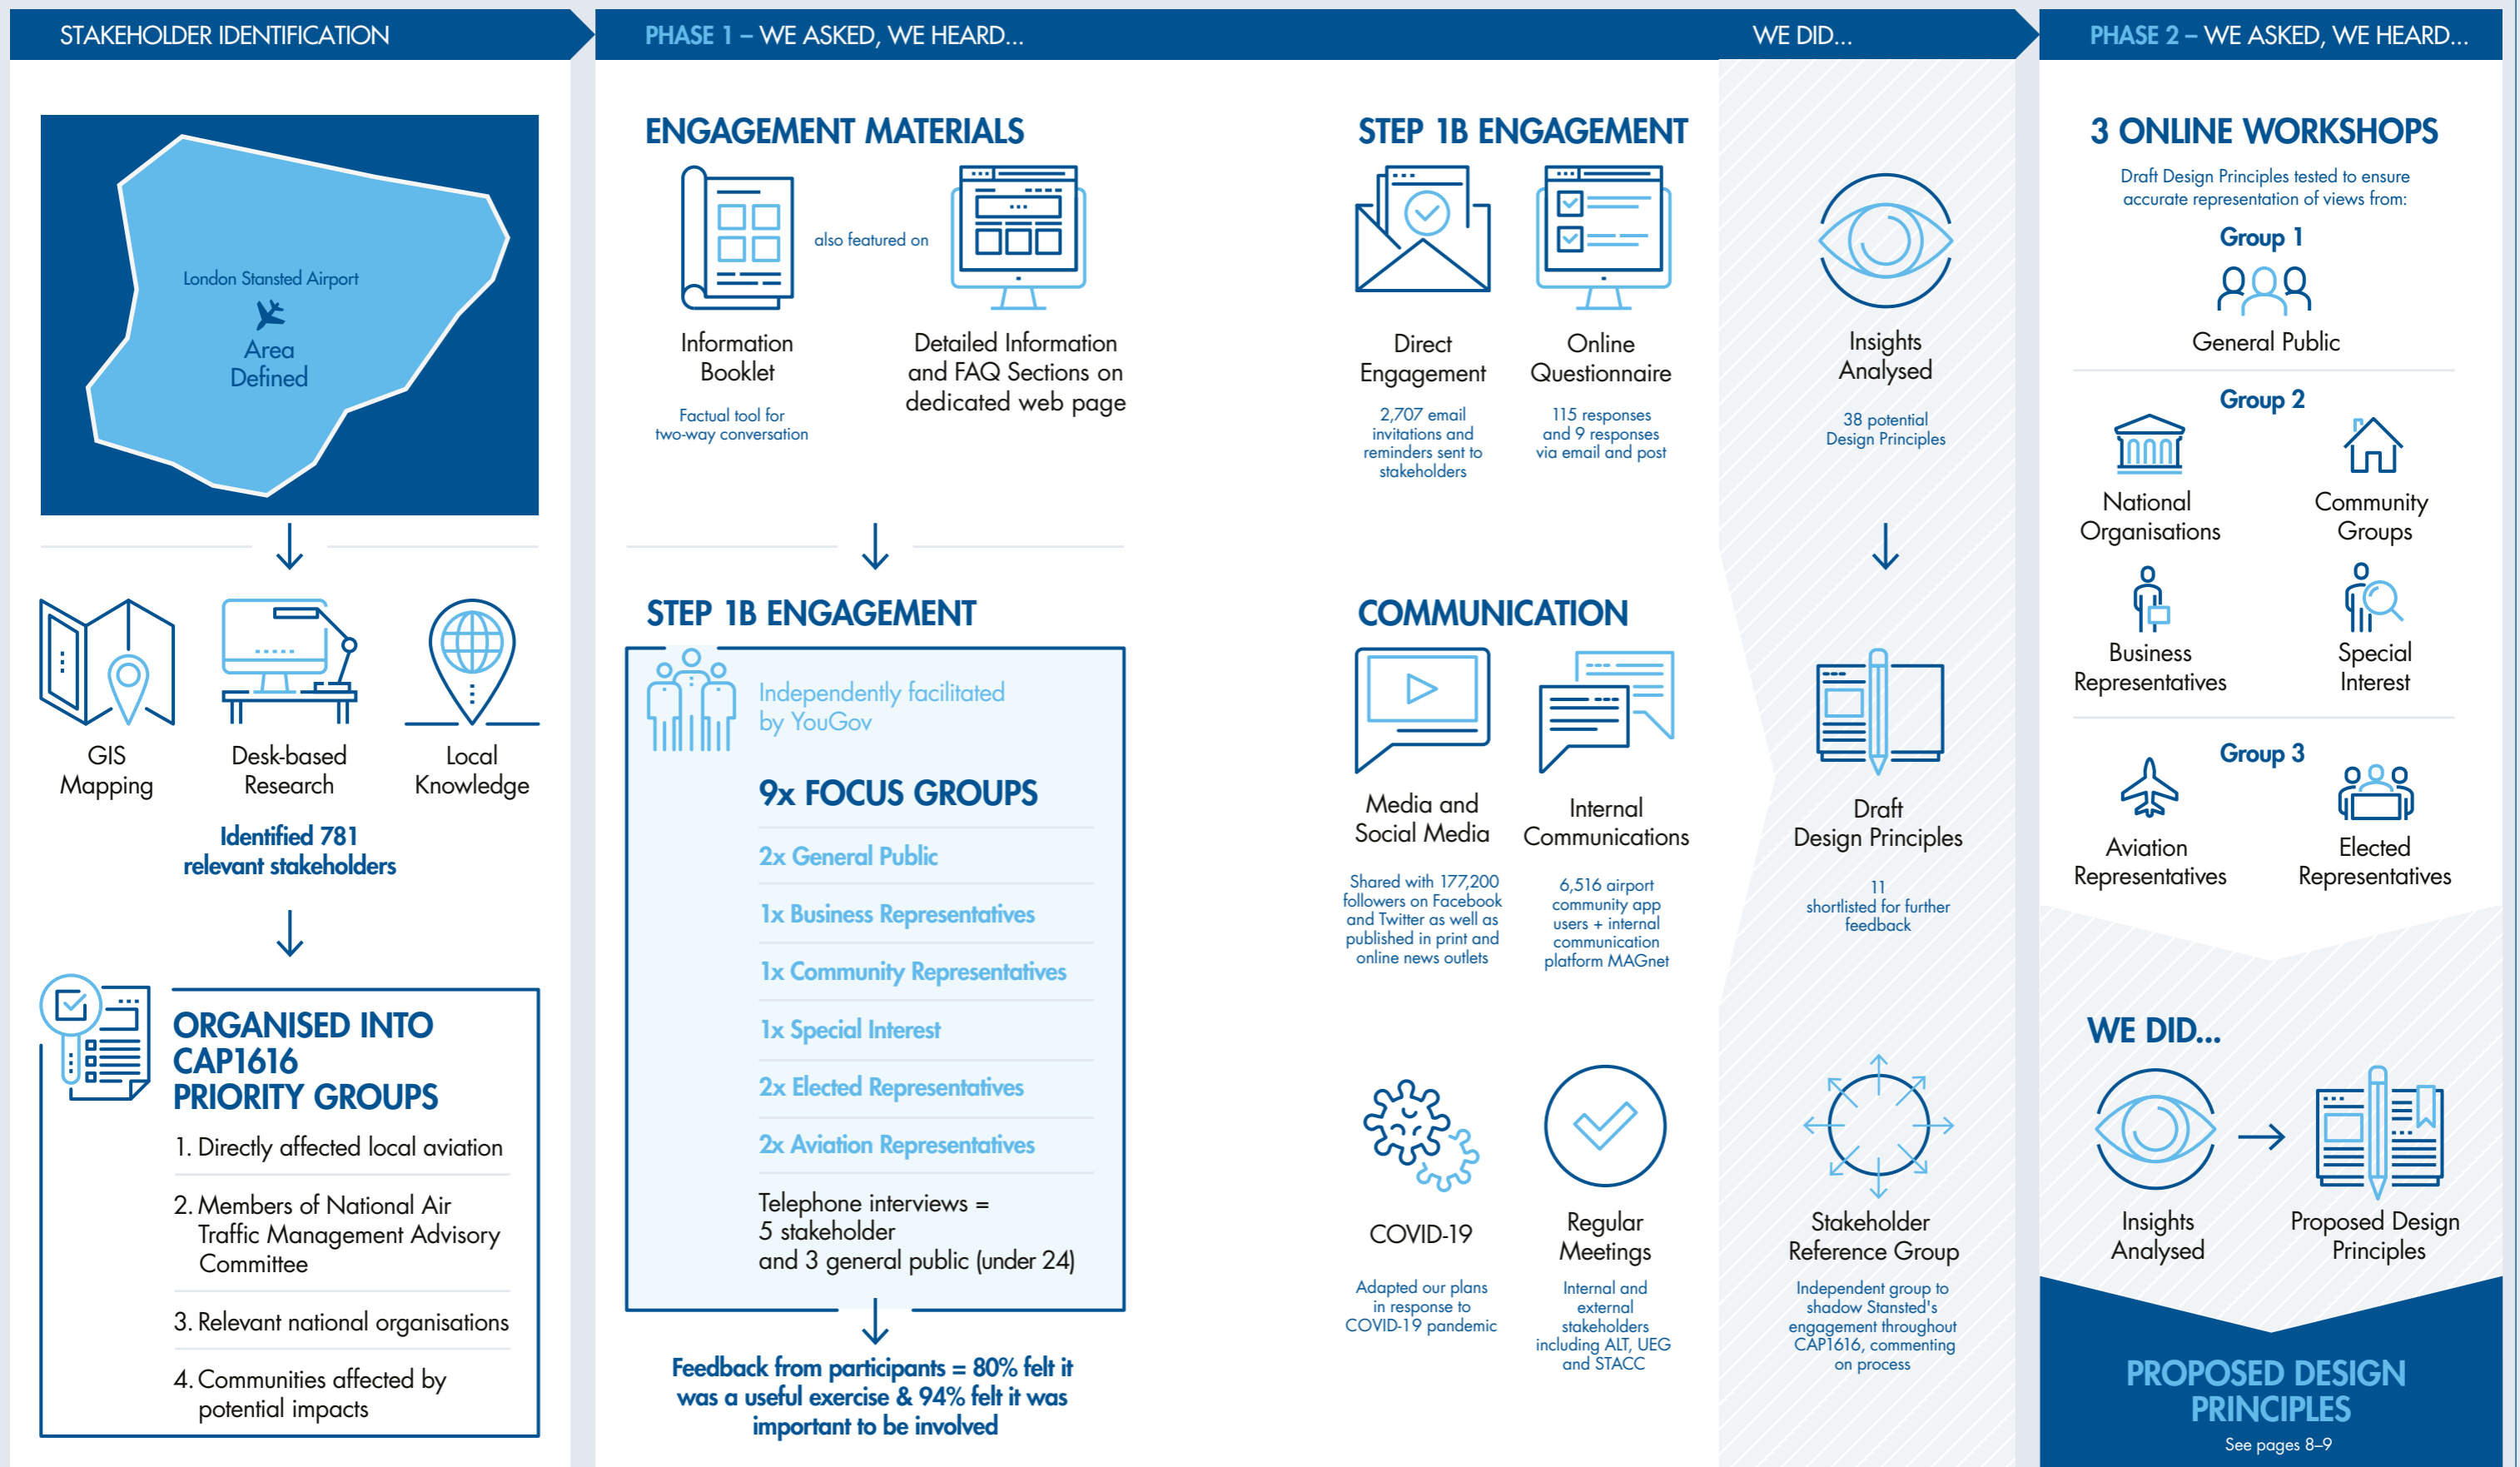 STAKEHOLDER IDENTIFICATION
London Stansted Airport
Area
Defined
GIS
Mapping
Desk-based
Research
Local
Knowledge
Identified 781
relevant stakeholders
ORGANISED INTO
CAP1616
PRIORITY GROUPS
1. Directly affected local aviation
2. Members of National Air
Traffic Management Advisory
Committee
3. Relevant national organisations
4. Communities affected by
potential impacts
PHASE 1 – WE ASKED, WE HEARD...
ENGAGEMENT MATERIALS
also featured on
Information
Booklet
Factual tool for
two-way conversation
Detailed Information
and FAQ Sections on
dedicated web page
STEP 1B ENGAGEMENT
Independently facilitated
by YouGov
9x FOCUS GROUPS
2x General Public
1x Business Representatives
1x Community Representatives
1x Special Interest
2x Elected Representatives
2x Aviation Representatives
Telephone interviews =
5 stakeholder
and 3 general public (under 24)
Feedback from participants = 80% felt it
was a useful exercise & 94% felt it was
important to be involved
STEP 1B ENGAGEMENT
Direct
Engagement
2,707 email
invitations and
reminders sent to
stakeholders
Online
Questionnaire
115 responses
and 9 responses
via email and post
COMMUNICATION
Media and
Social Media
Shared with 177,200
followers on Facebook
and Twitter as well as
published in print and
online news outlets
Internal
Communications
6,516 airport
community app
users + internal
communication
platform MAGnet
COVID-19
Adapted our plans
in response to
COVID-19 pandemic
Regular
Meetings
Internal and
external
stakeholders
including ALT, UEG
and STACC
WE DID...
Insights
Analysed
38 potential
Design Principles
Draft
Design Principles
11
shortlisted for further
feedback
Stakeholder
Reference Group
Independent group to
shadow Stansted's
engagement throughout
CAP1616, commenting
on process
PHASE 2 – WE ASKED, WE HEARD...
3 ONLINE WORKSHOPS
Draft Design Principles tested to ensure
accurate representation of views from:
Group 1
General Public
Group 2
National
Organisations
Community
Groups
Business
Representatives
Special
Interest
Group 3
Aviation
Representatives
Elected
Representatives
WE DID...
Insights
Analysed
Proposed Design
Principles
PROPOSED DESIGN
PRINCIPLES
See pages 8–9